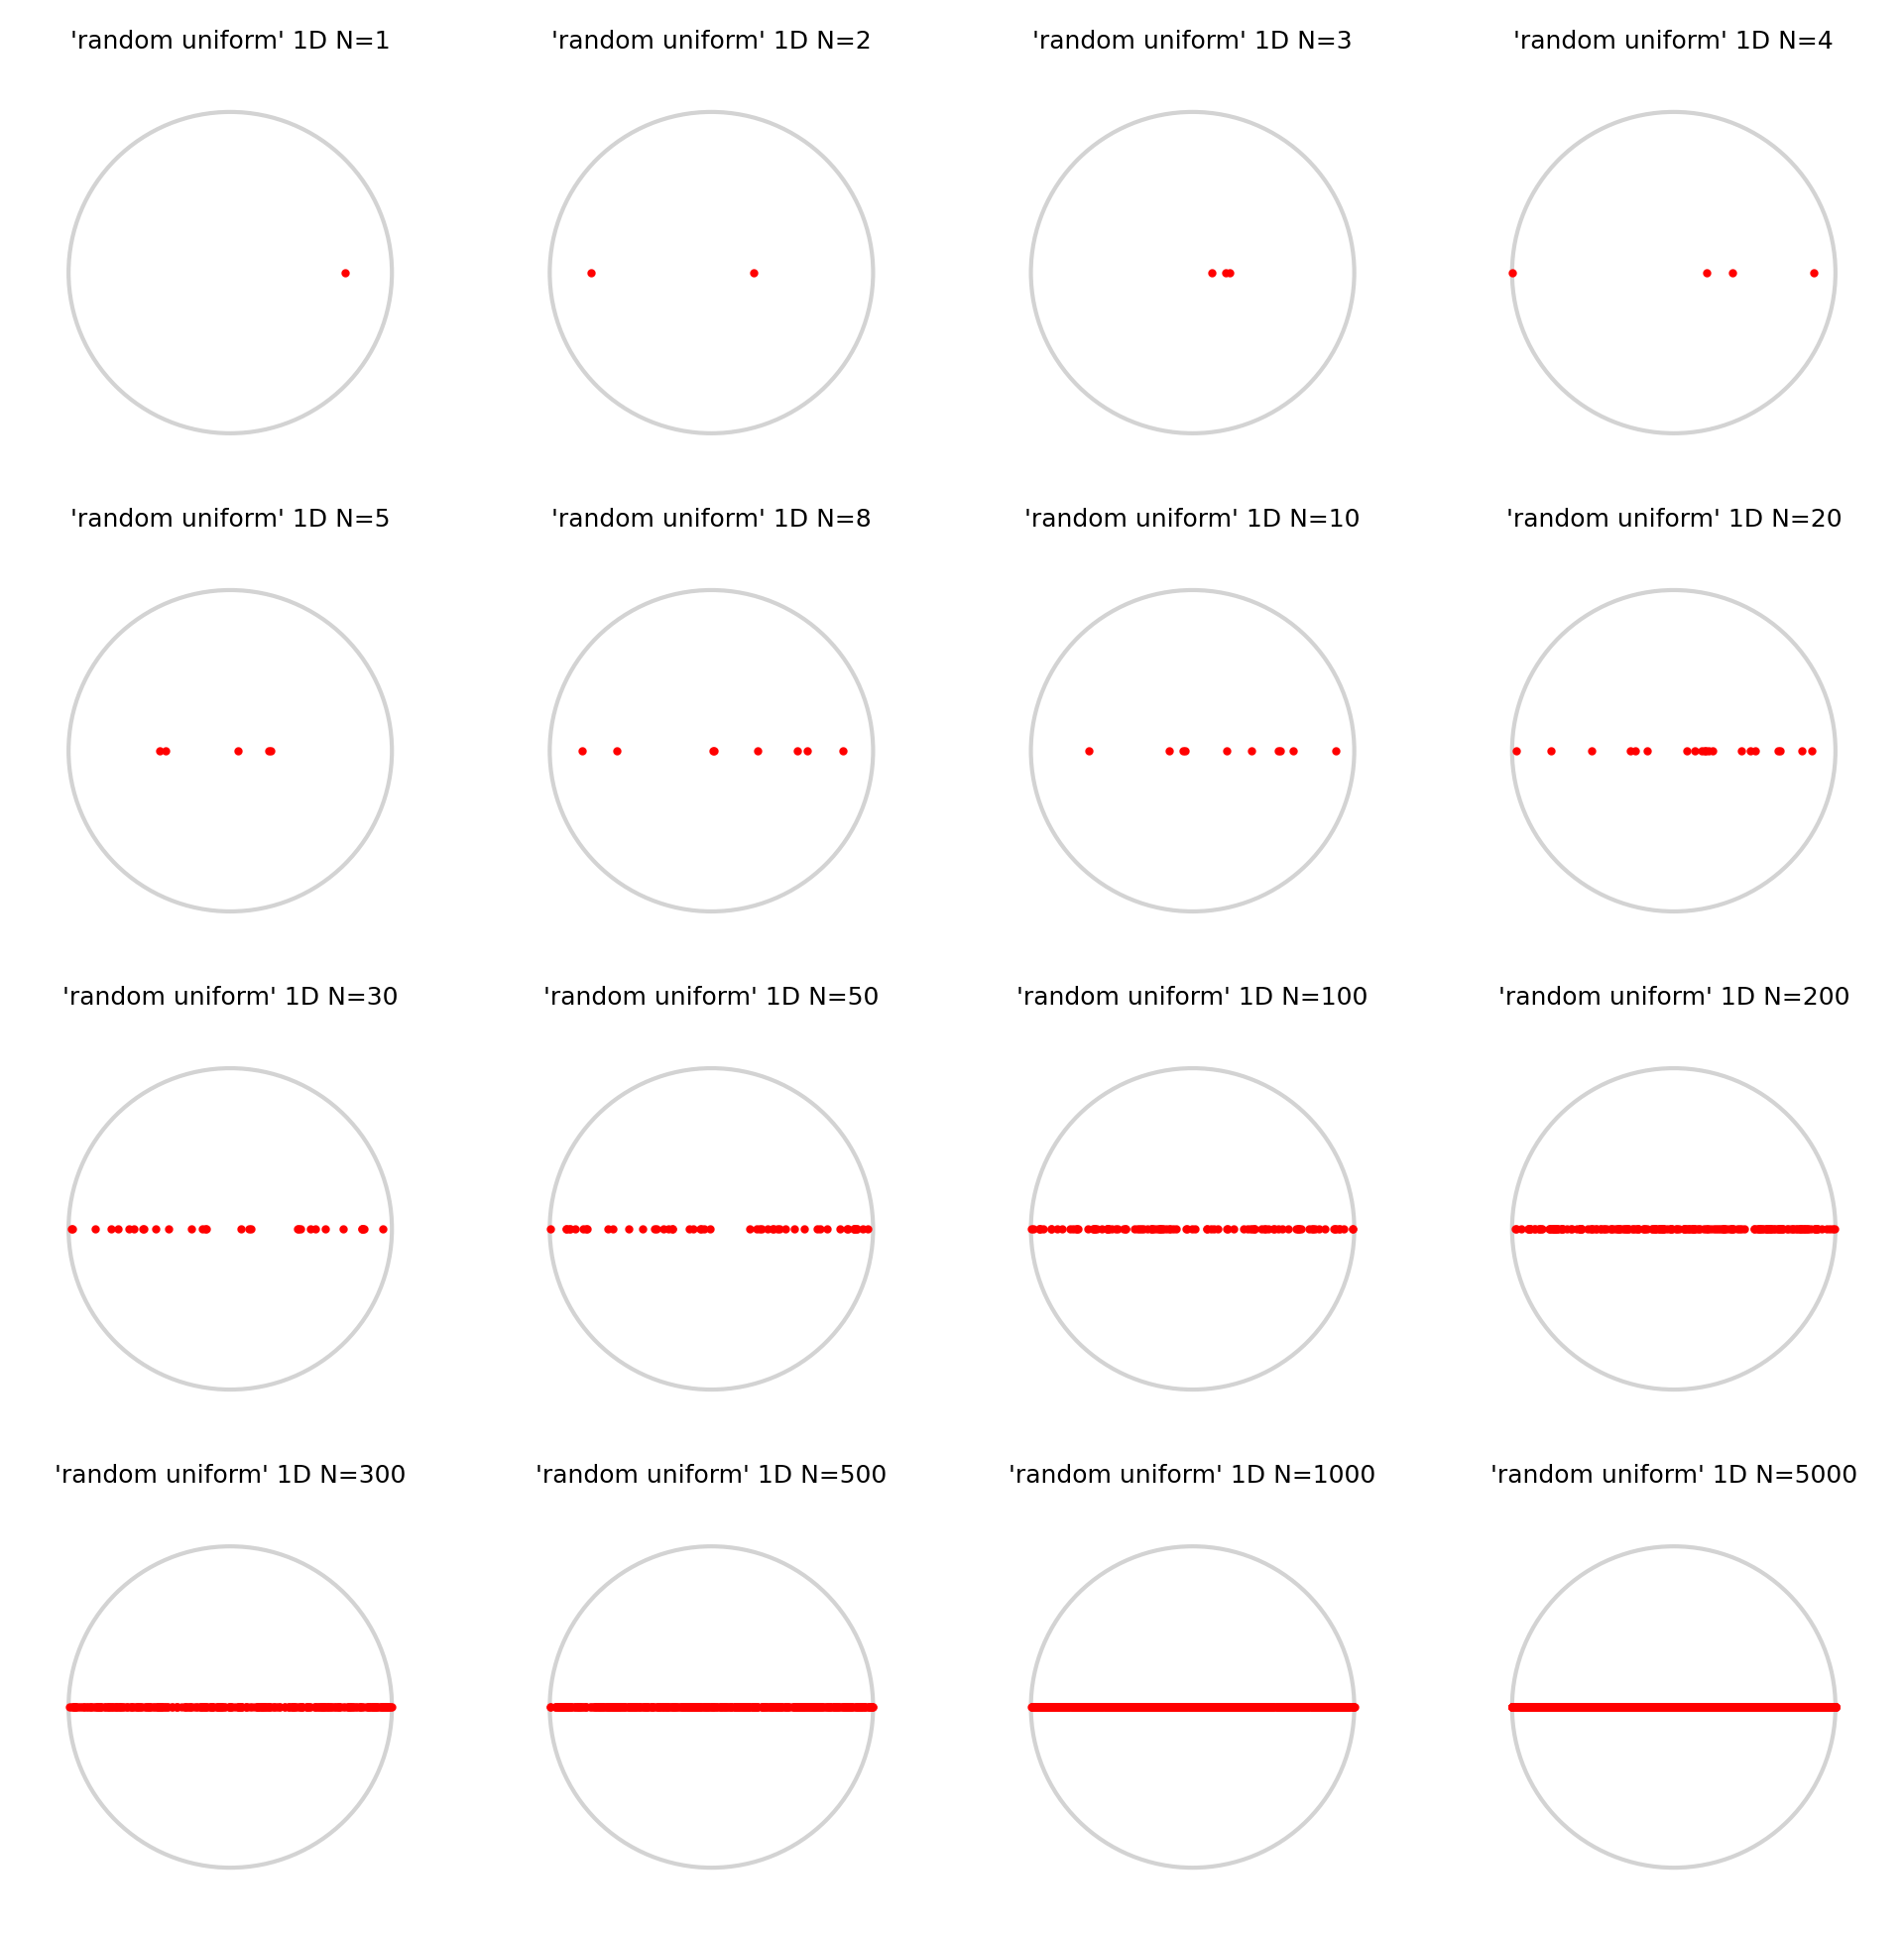 'random uniform' 1D N=1
'random uniform' 1D N=2
'random uniform' 1D N=3
'random uniform' 1D N=4
'random uniform' 1D N=5
'random uniform' 1D N=8
'random uniform' 1D N=10
'random uniform' 1D N=20
'random uniform' 1D N=30
'random uniform' 1D N=50
'random uniform' 1D N=100
'random uniform' 1D N=200
'random uniform' 1D N=300
'random uniform' 1D N=500
'random uniform' 1D N=1000
'random uniform' 1D N=5000